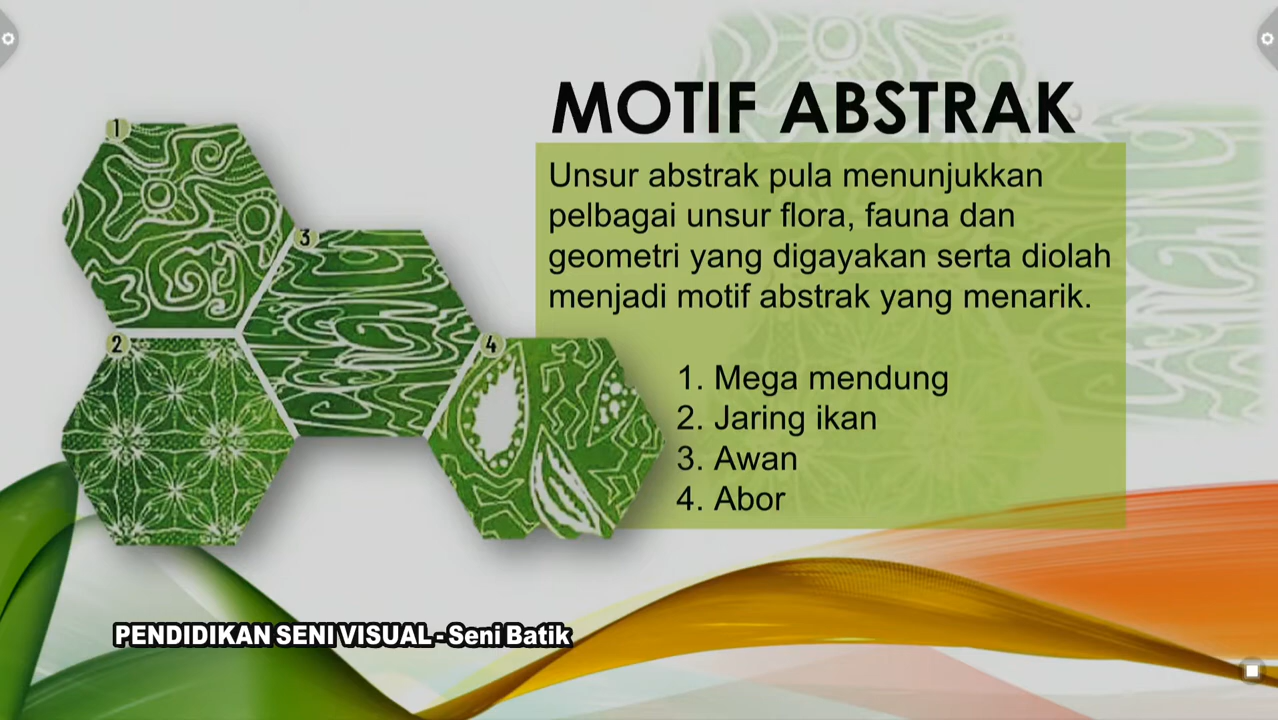 MOTIF ABSTRAK
Unsur abstrak pula menunjukkan
pelbagai unsur flora, fauna dan
geometri yang digayakan serta diolah
menjadi motif abstrak yang menarik.
1. Mega mendung
2. Jaring ikan
3. Awan
4. Abor
1
3
2
4
PENDIDIKAN SENI VISUAL - Seni Batik